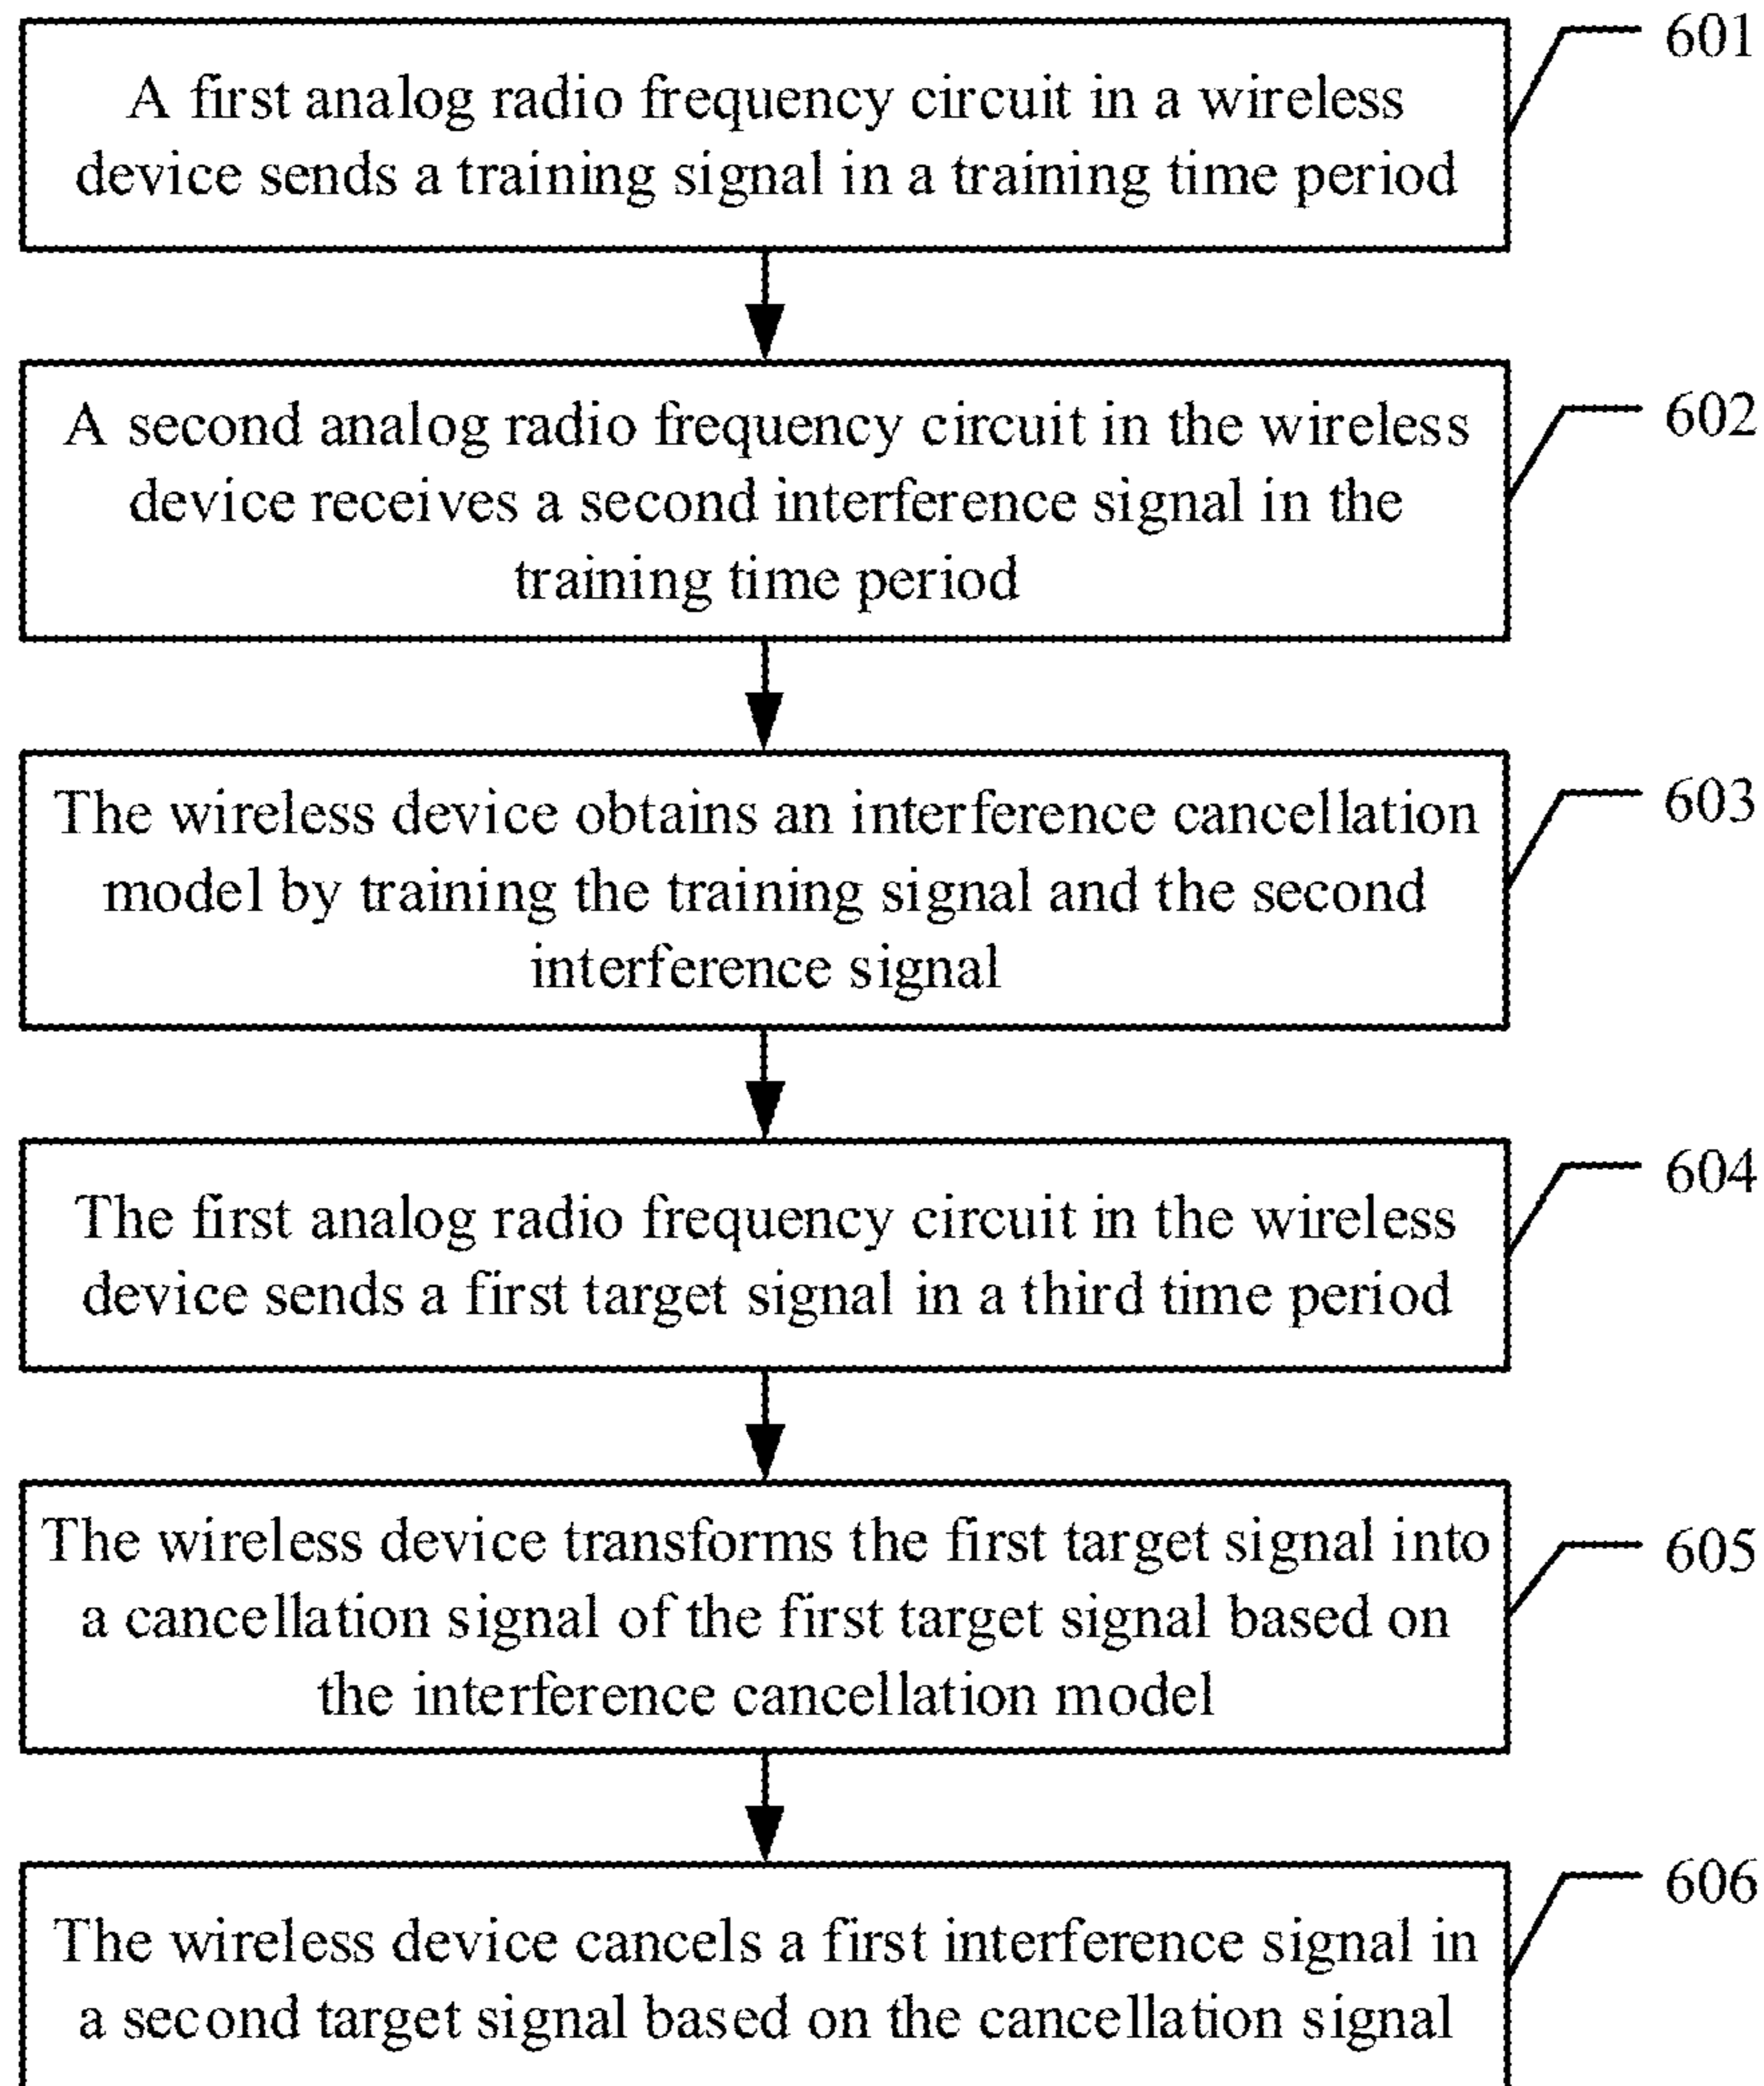 601
A first analog radio frequency circuit in a wireless
device sends a training signal in a training time period
602
A second analog radio frequency circuit in the wireless
device receives a second interference signal in the
training time period
603
The wireless device obtains an interference cancellation
model by training the training signal and the second
interference signal
604
The first analog radio frequency circuit in the wireless
device sends a first target signal in a third time period
605
The wireless device transforms the first target signal into
a cancellation signal of the first target signal based on
the interference cancellation model
606
The wireless device cancels a first interference signal in
a second target signal based on the cancellation signal